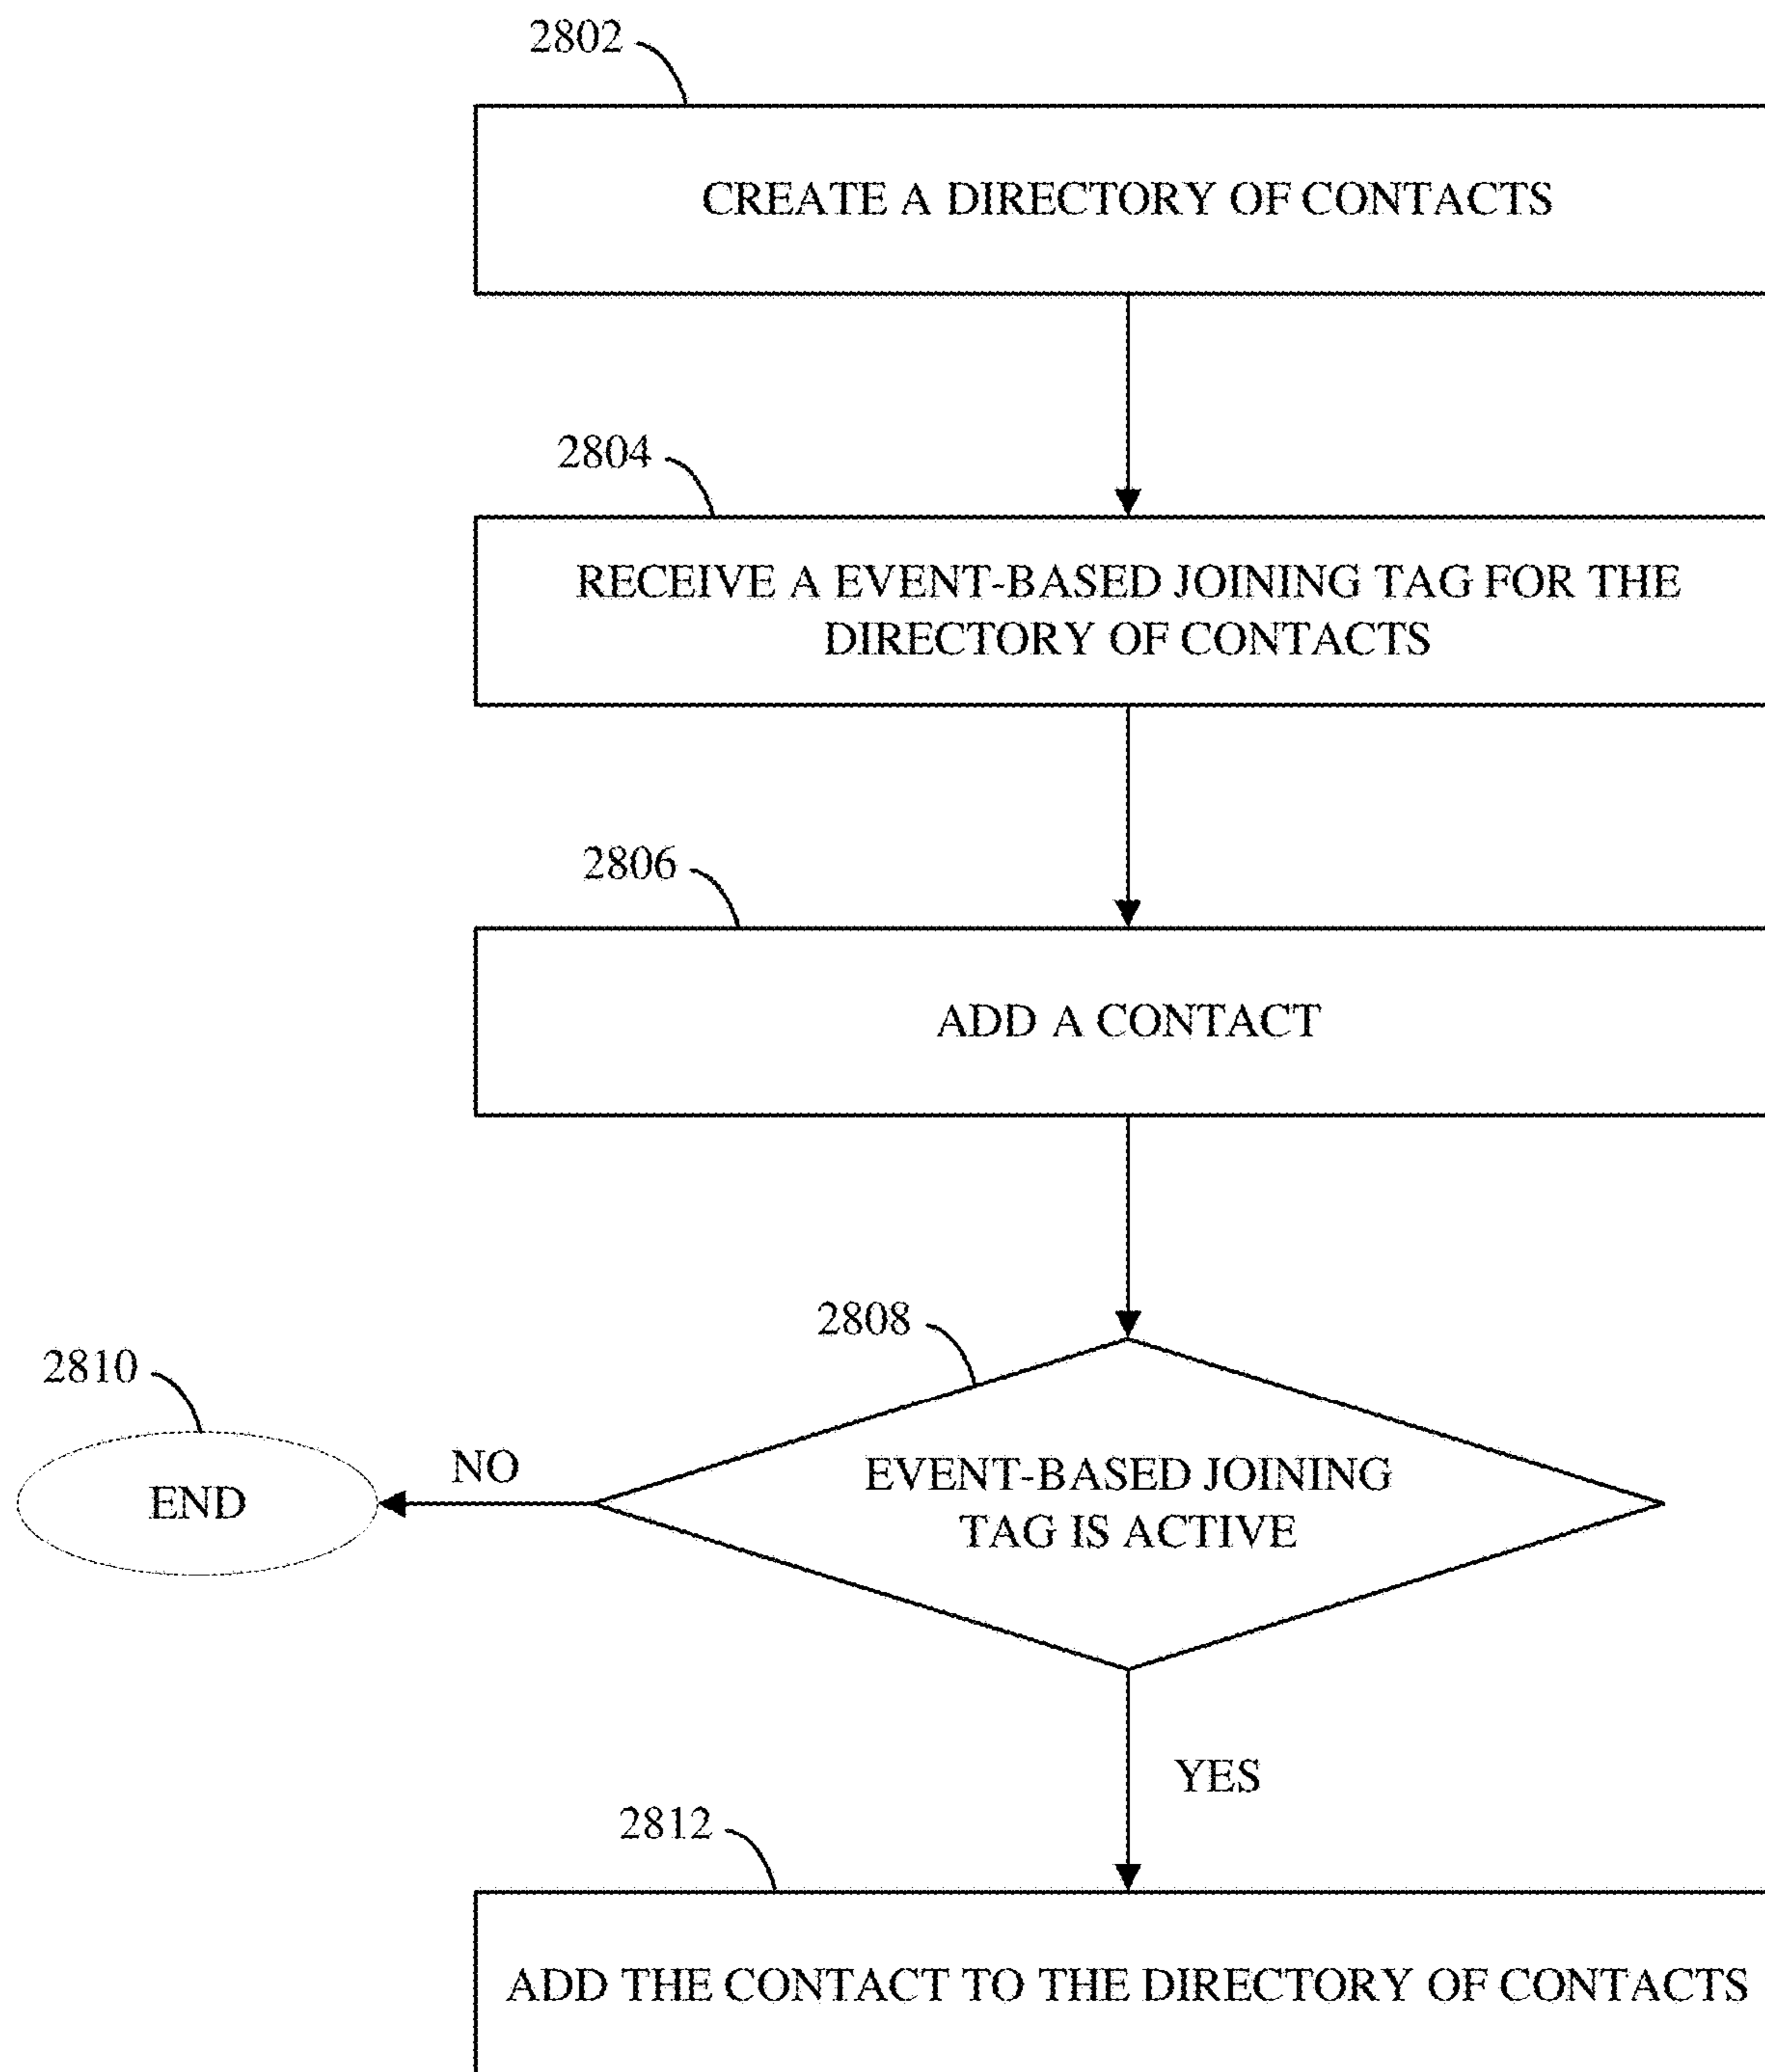 2802
CREATE A DIRECTORY OF CONTACTS
2804
RECEIVE A EVENT-BASED JOINING TAG FOR THE
DIRECTORY OF CONTACTS
2806
ADD A CONTACT
2808
2810
NO
END
EVENT-BASED JOINING
TAG IS ACTIVE
YES
2812
ADD THE CONTACT TO THE DIRECTORY OF CONTACTS